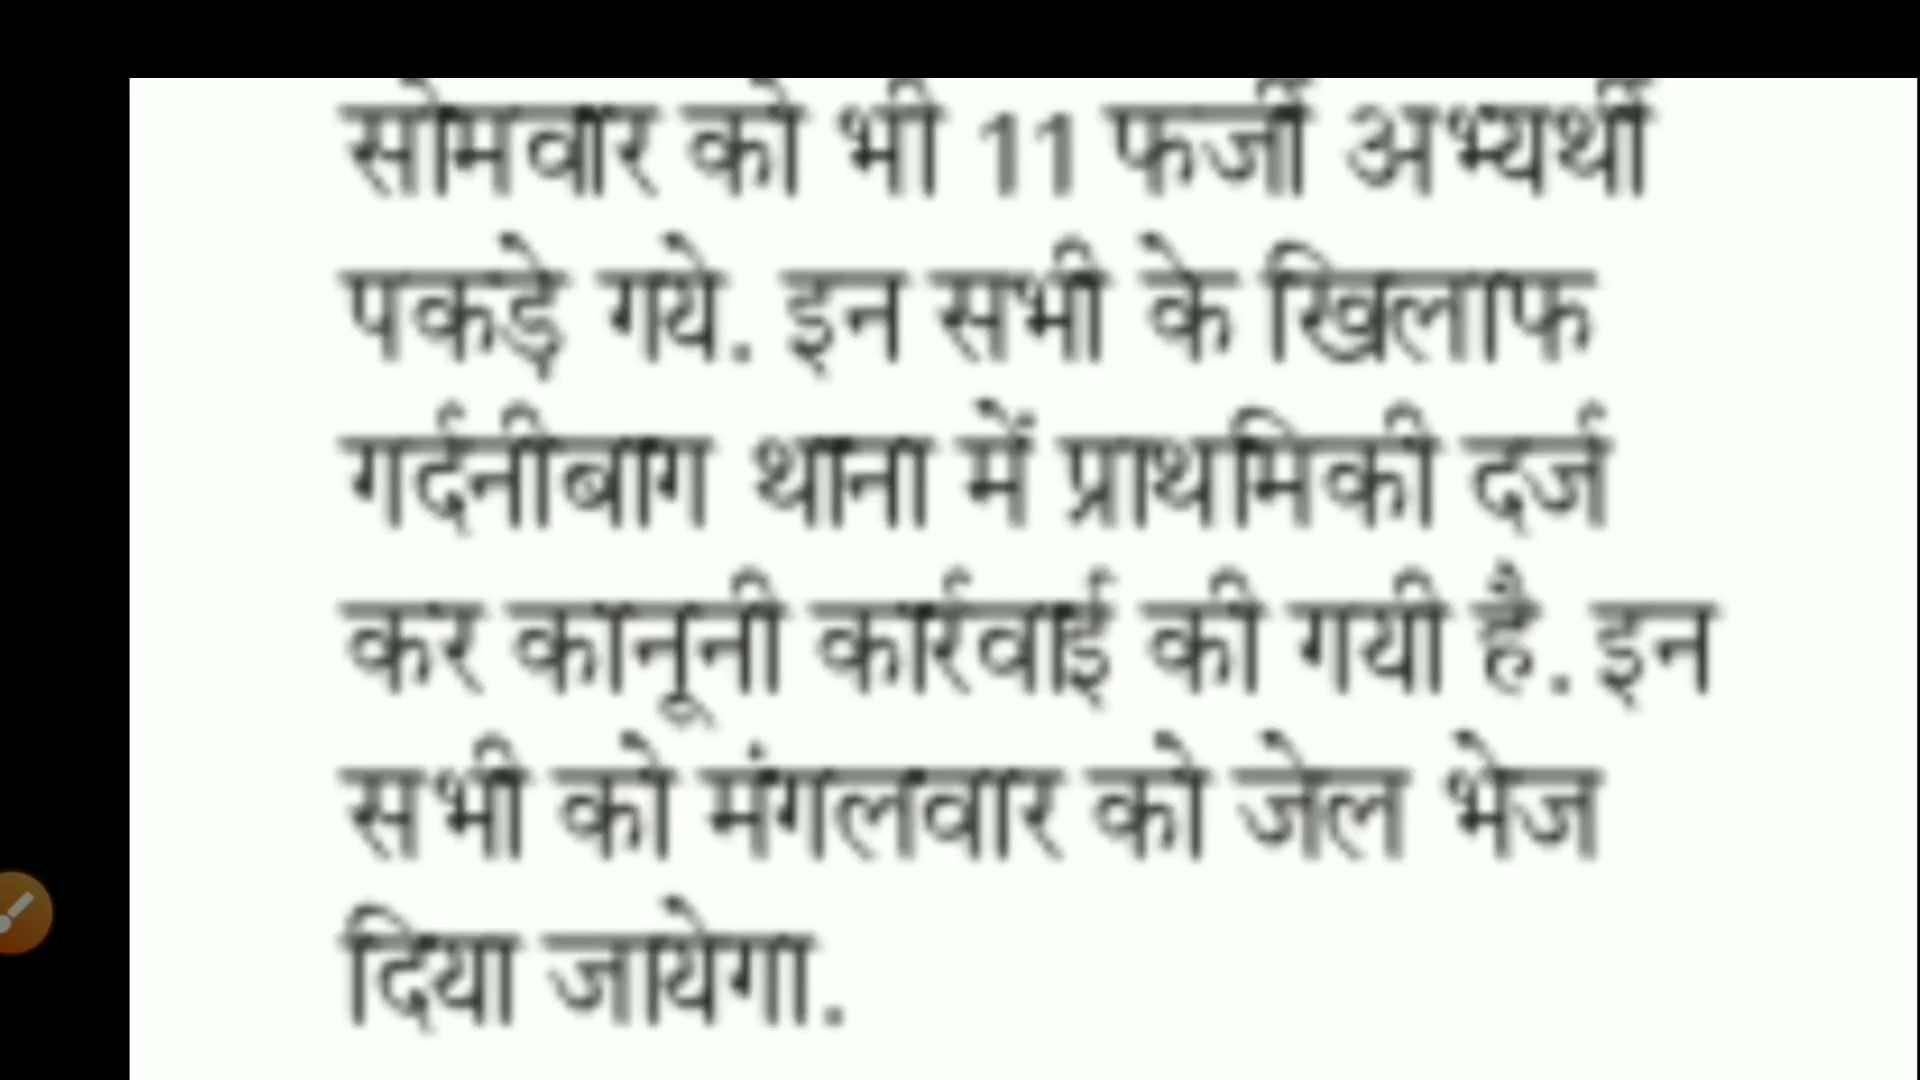 सोमवार को भी 11 फर्जी अभ्यर्थी
पकड़े गये. इन सभी के खिलाफ
गर्दनीबाग थाना में प्राथमिकी दर्ज
कर कानूनी कार्रवाई की गयी है. इन
सभी को मंगलवार को जेल भेज
दिया जायेगा.